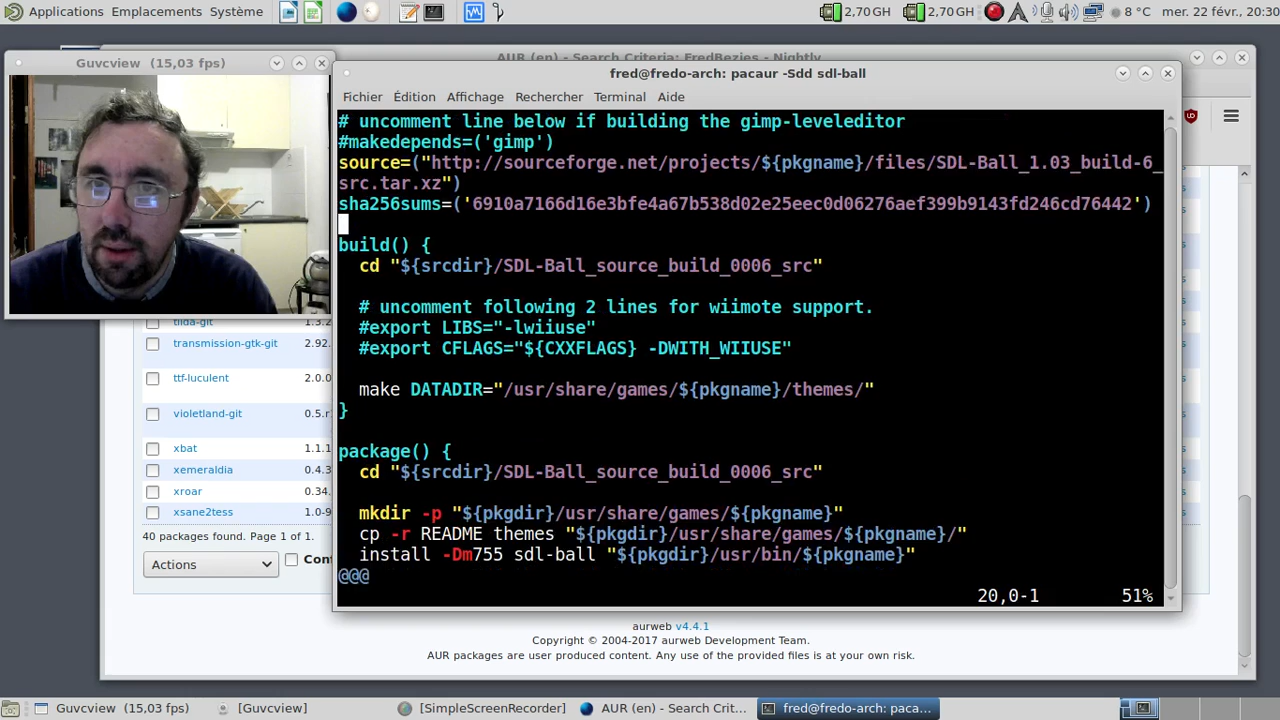 Applications Emplacements Système
2,70 GH 2,70 GH 8 °C mer. 22 févr., 20:30
AUR (en) - Search Criteria: FredBezies - Nightly
Guvcview (15,03 fps)
fred@fredo-arch: pacaur -Sdd sdl-ball
Fichier Édition Affichage Rechercher Terminal Aide
# uncomment line below if building the gimp-leveleditor
#makedepends=('gimp')
source=("http://sourceforge.net/projects/${pkgname}/files/SDL-Ball_1.03_build-6_
src.tar.xz")
sha256sums=('6910a7166d16e3bfe4a67b538d02e25eec0d06276aef399b9143fd246cd76442')
build() {
cd "${srcdir}/SDL-Ball_source_build_0006_src"
# uncomment following 2 lines for wiimote support.
#export LIBS="-lwiiuse"
#export CFLAGS="${CXXFLAGS} -DWITH_WIIUSE"
make DATADIR="/usr/share/games/${pkgname}/themes/"
}
package() {
cd "${srcdir}/SDL-Ball_source_build_0006_src"
mkdir -p "${pkgdir}/usr/share/games/${pkgname}"
cp -r README themes "${pkgdir}/usr/share/games/${pkgname}/"
install -Dm755 sdl-ball "${pkgdir}/usr/bin/${pkgname}"
@@@
20,0-1 51%
tilda-git 1.3.2
transmission-gtk-git 2.92.
ttf-luculent 2.0.0
violetland-git 0.5.r
xbat 1.1.1
xemeraldia 0.4.3
xroar 0.34.
xsane2tess 1.0-9
40 packages found. Page 1 of 1.
Actions Con
aurweb v4.4.1
Copyright © 2004-2017 aurweb Development Team.
AUR packages are user produced content. Any use of the provided files is at your own risk.
Guvcview (15,03 fps) [Guvcview] [SimpleScreenRecorder] AUR (en) - Search Crit... fred@fredo-arch: paca...